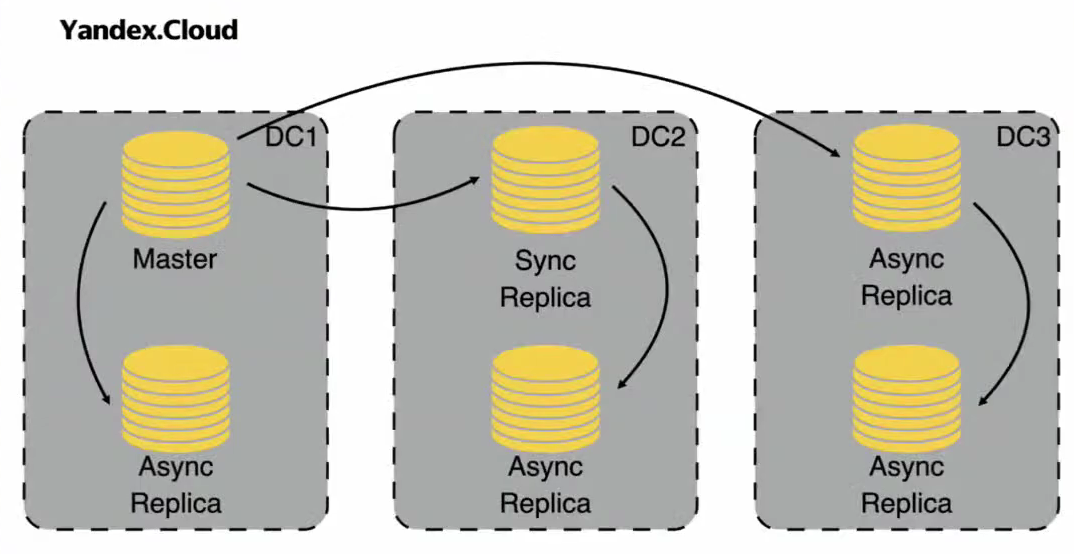 Yandex.Cloud
DC1
DC2
DC3
Master
Sync
Replica
Async
Replica
Async
Replica
Async
Replica
Async
Replica